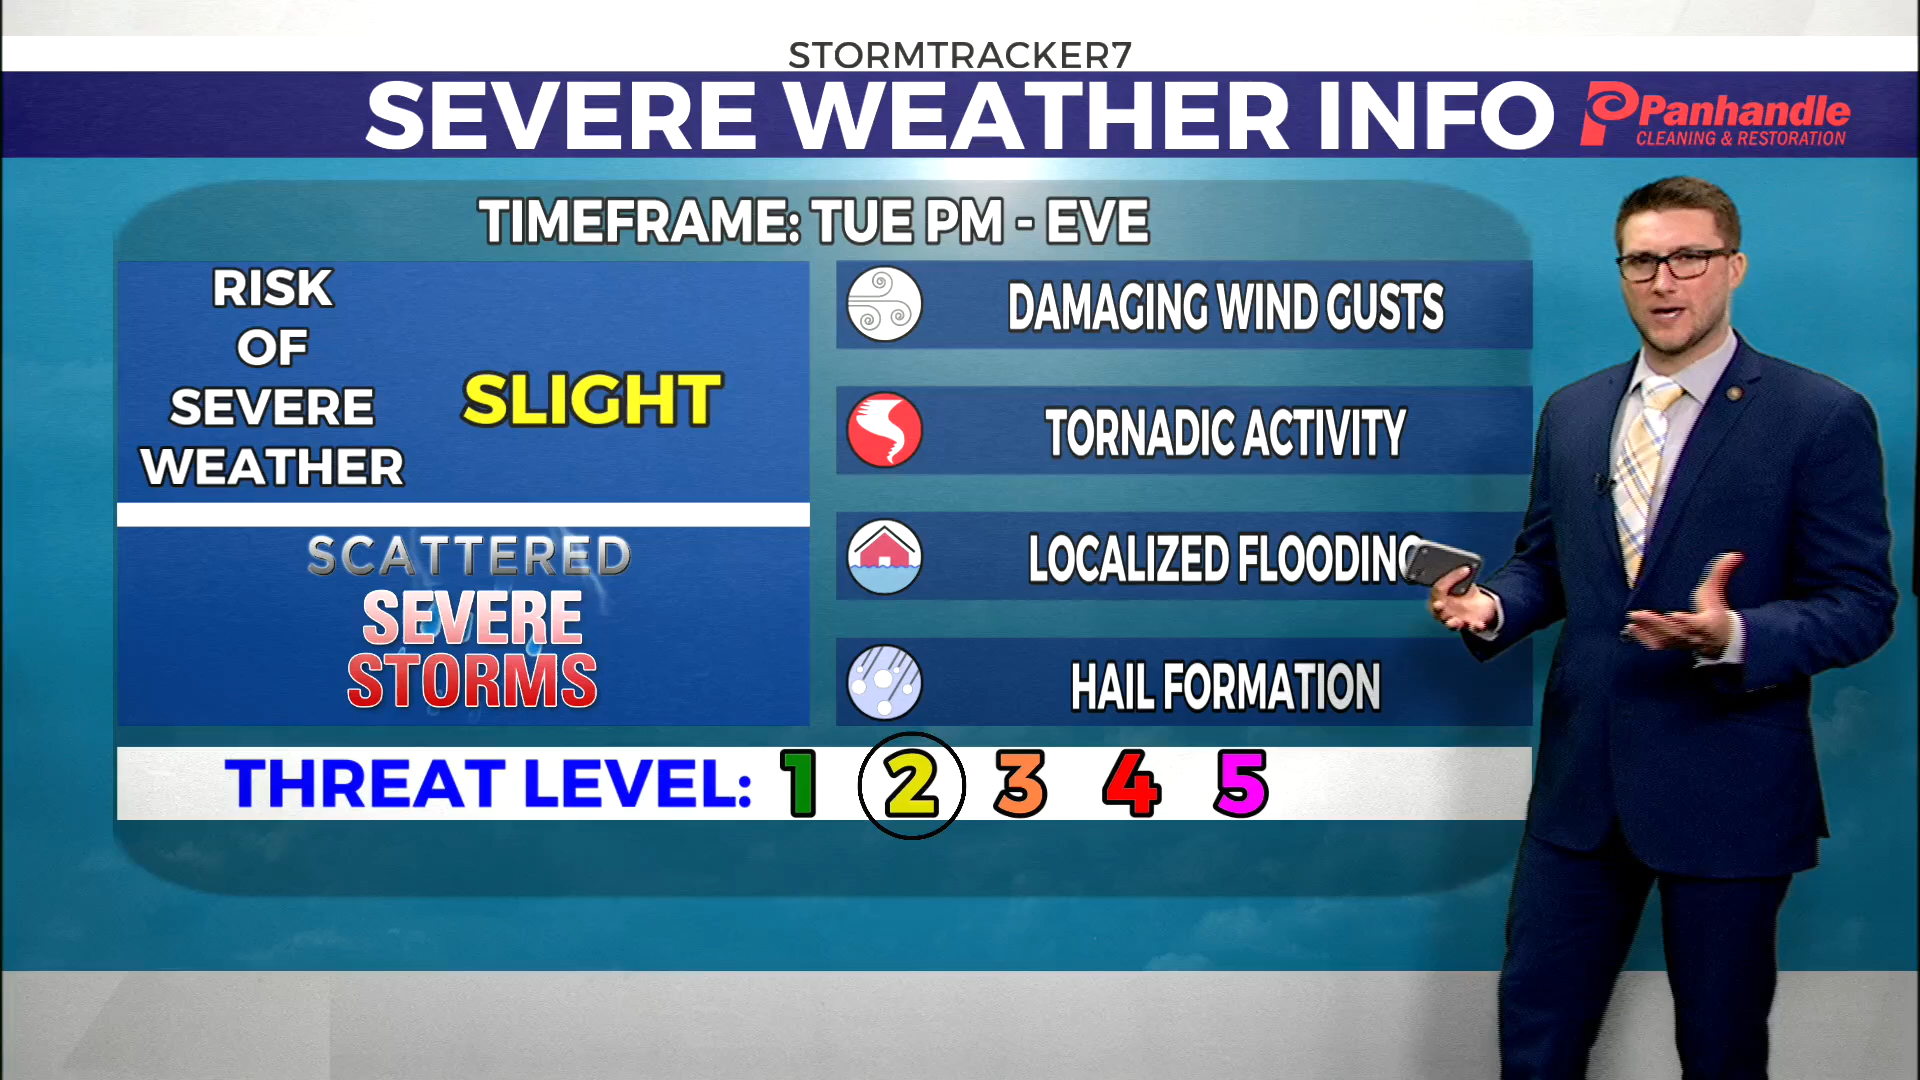 STORMTRACKER7
SEVERE WEATHER INFO
Panhandle
CLEANING & RESTORATION
TIMEFRAME: TUE PM - EVE
RISK
OF
SEVERE
WEATHER
SLIGHT
SCATTERED
SEVERE
STORMS
DAMAGING WIND GUSTS
TORNADIC ACTIVITY
LOCALIZED FLOODING
HAIL FORMATION
THREAT LEVEL: 1 2 3 4 5